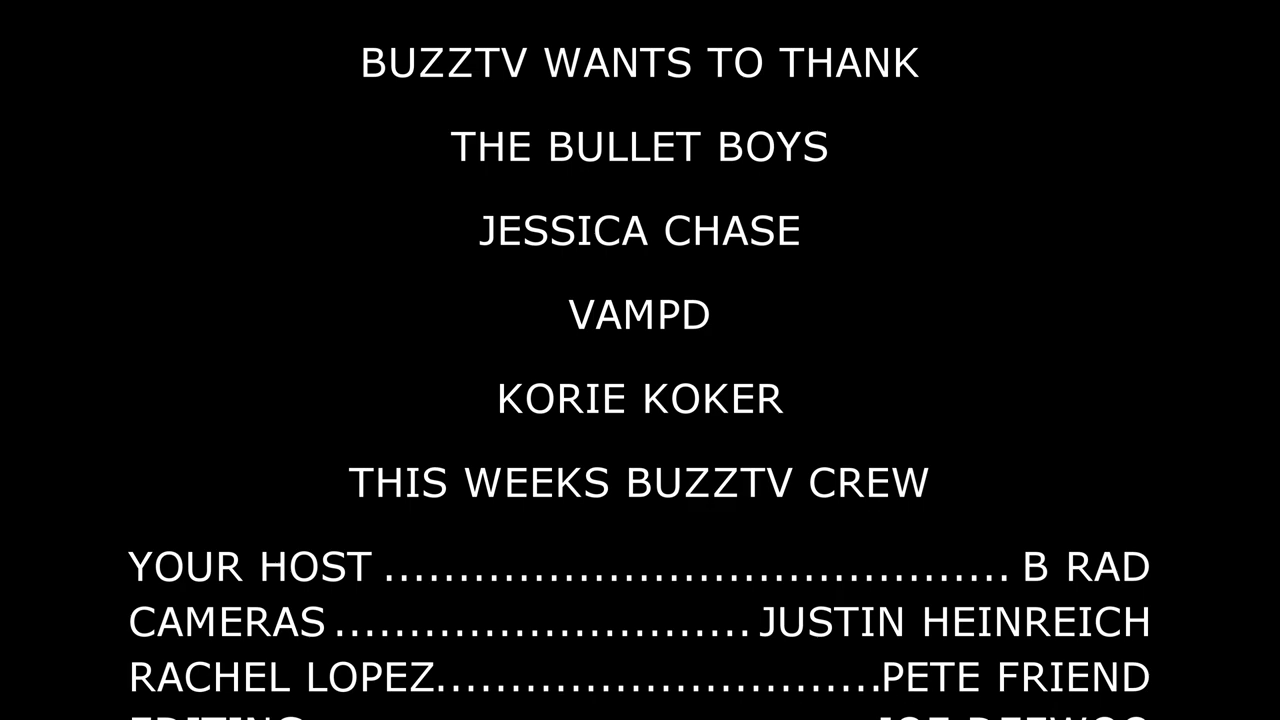 BUZZTV WANTS TO THANK
THE BULLET BOYS
JESSICA CHASE
VAMPD
KORIE KOKER
THIS WEEKS BUZZTV CREW
YOUR HOST .......................................... B RAD
CAMERAS ............................ JUSTIN HEINREICH
RACHEL LOPEZ..............................PETE FRIEND